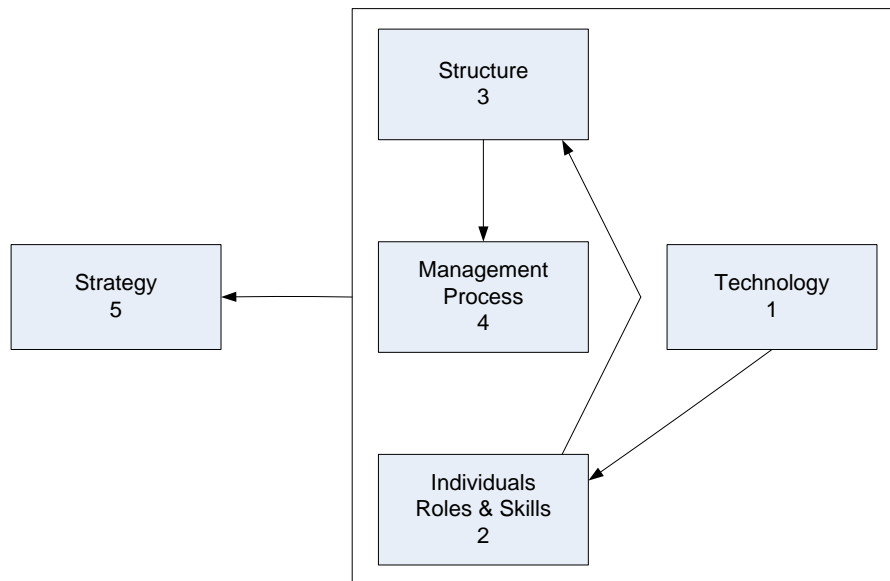 Structure
3
Strategy
5
Management
Process
4
Technology
1
Individuals
Roles & Skills
2